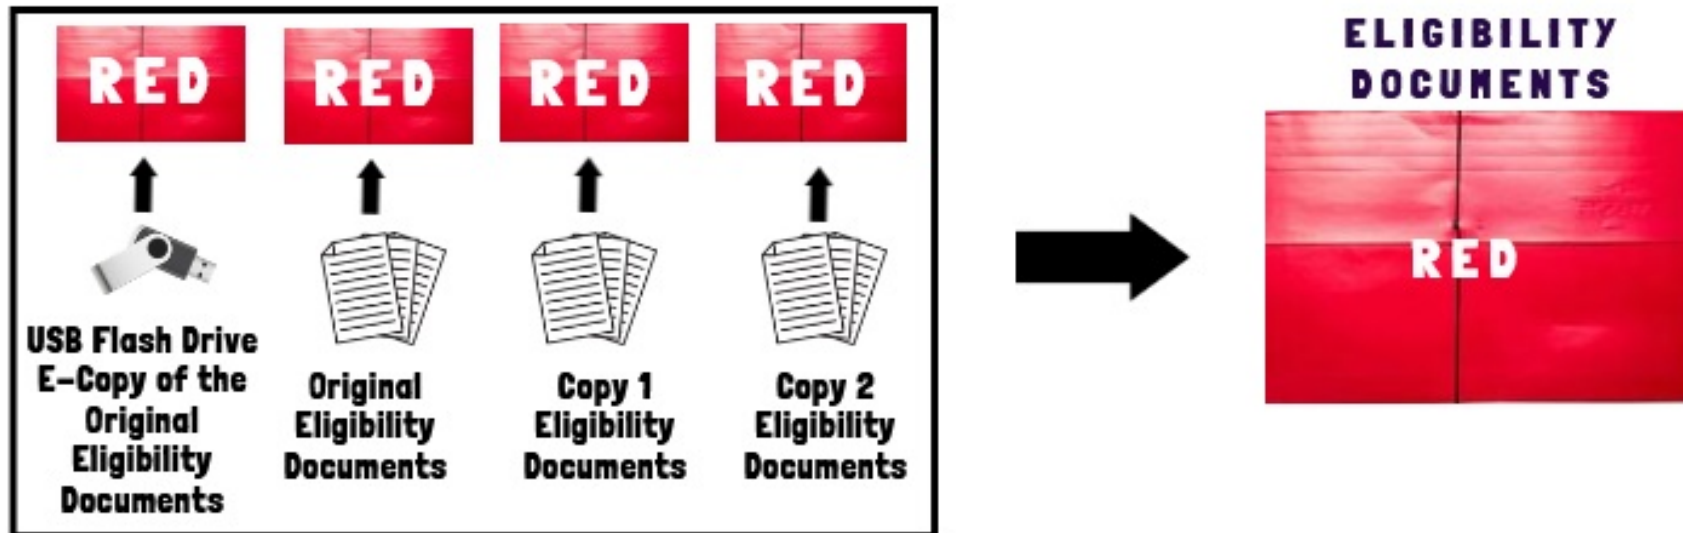 RED RED RED RED
USB Flash Drive
E-Copy of the
Original
Eligibility
Documents
Original
Eligibility
Documents
Copy 1
Eligibility
Documents
Copy 2
Eligibility
Documents
ELIGIBILITY
DOCUMENTS
RED